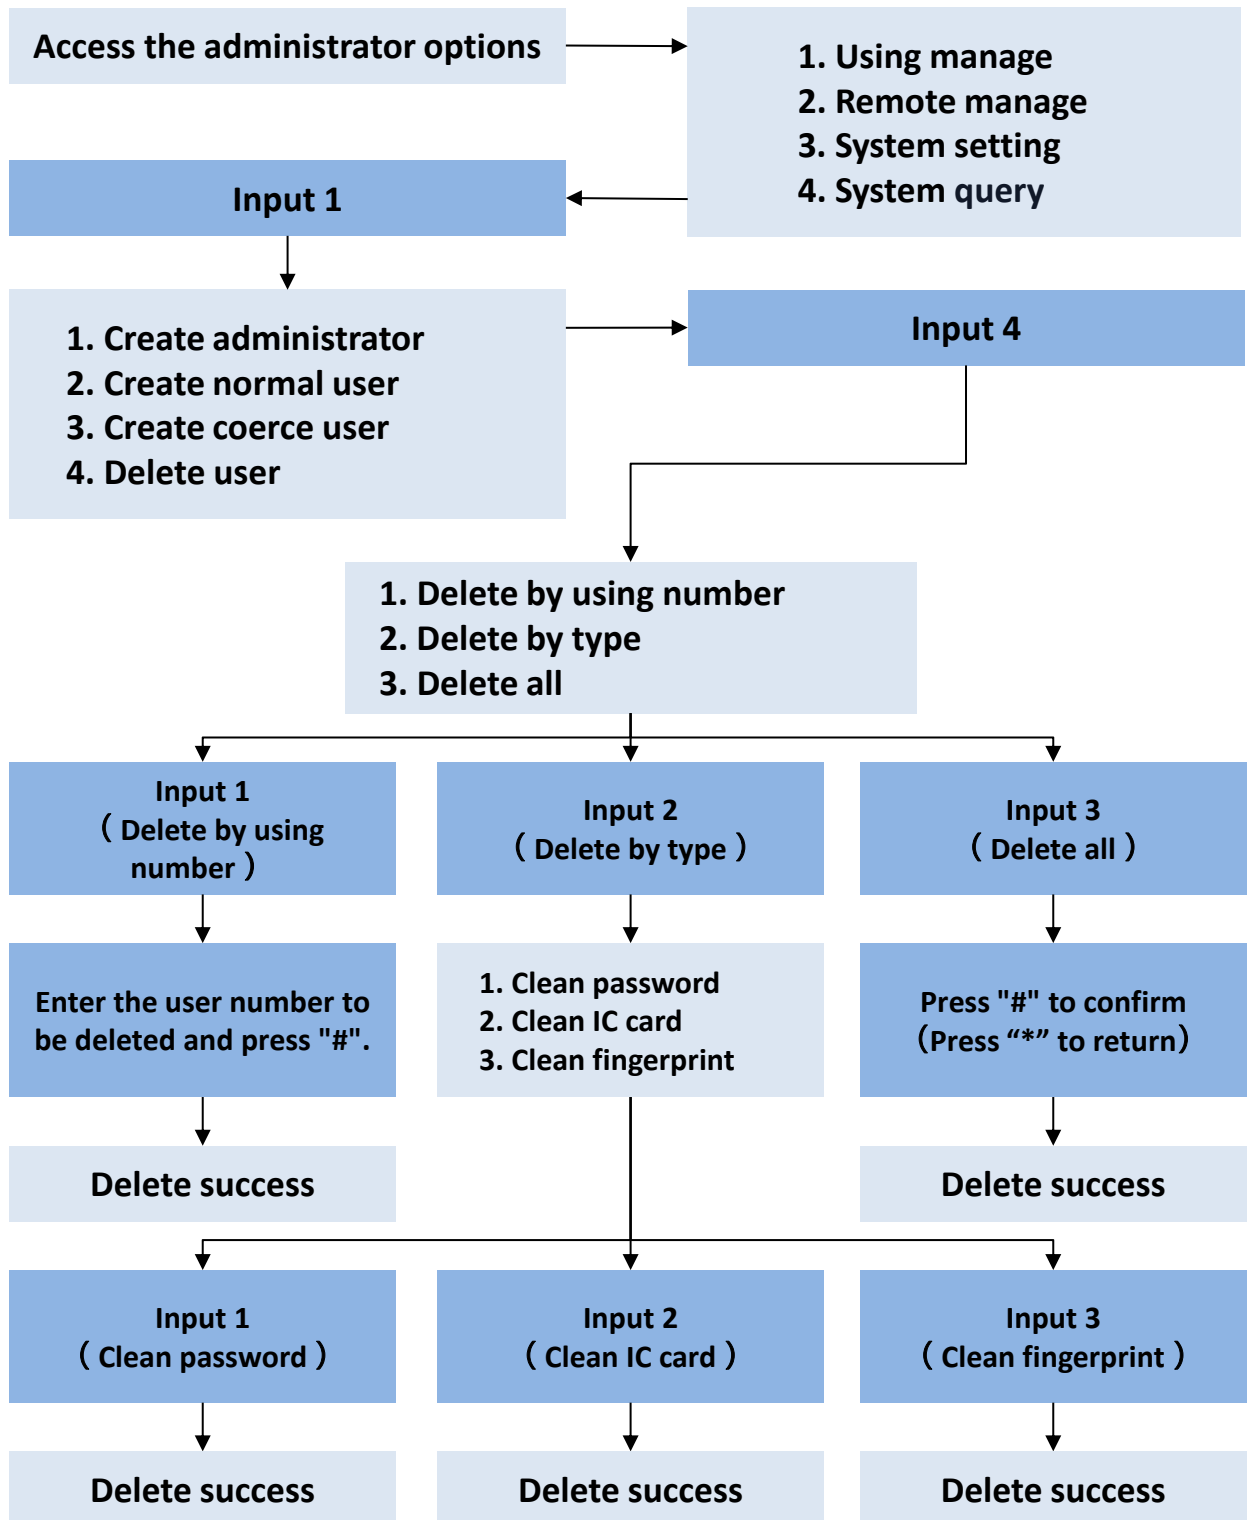 Access the administrator options
1. Using manage
2. Remote manage
3. System setting
4. System query
Input 1
1. Create administrator
2. Create normal user
3. Create coerce user
4. Delete user
Input 4
1. Delete by using number
2. Delete by type
3. Delete all
Input 1
（ Delete by using
number ）
Input 2
（ Delete by type ）
Input 3
（ Delete all ）
Enter the user number to
be deleted and press "#".
1. Clean password
2. Clean IC card
3. Clean fingerprint
Press "#" to confirm
（Press “*” to return）
Delete success
Delete success
Input 1
（ Clean password ）
Input 2
（ Clean IC card ）
Input 3
（ Clean fingerprint ）
Delete success
Delete success
Delete success